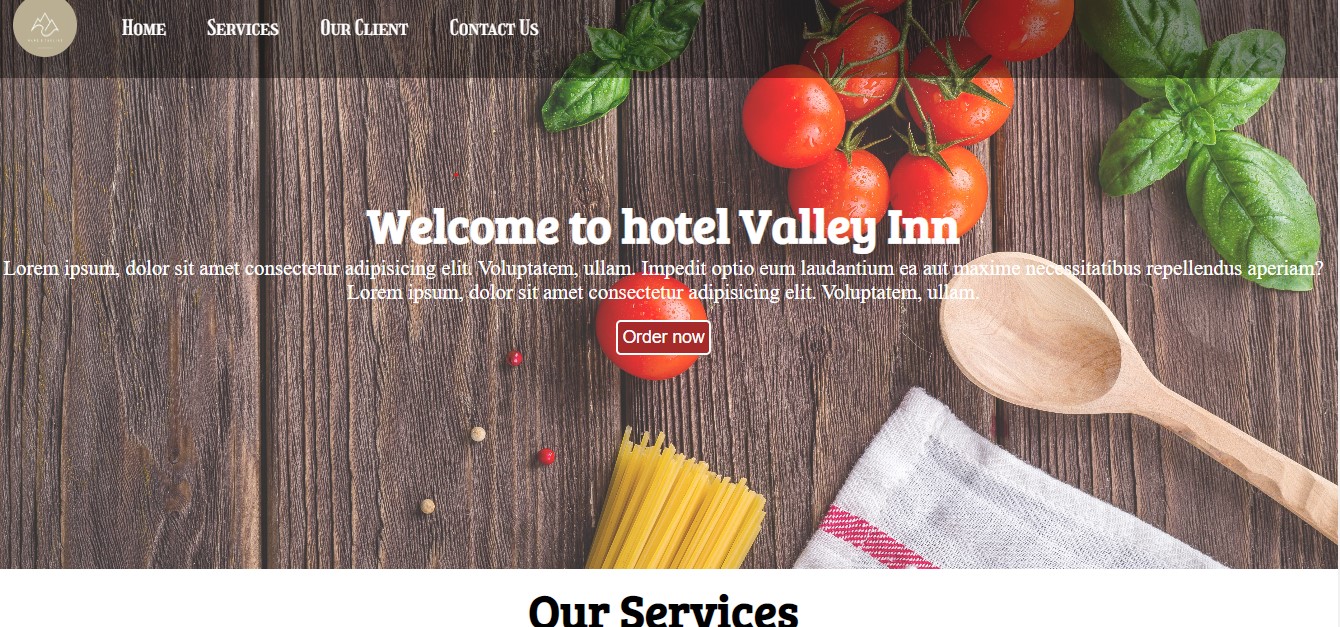 Home
Services
Our Client
Contact Us
Welcome to hotel Valley Inn
Lorem ipsum, dolor sit amet consectetur adipisicing elit. Voluptatem, ullam. Impedit optio eum laudantium ea aut maxime necessitatibus repellendus aperiam?
Lorem ipsum, dolor sit amet consectetur adipisicing elit. Voluptatem, ullam.
Order now
Our Services